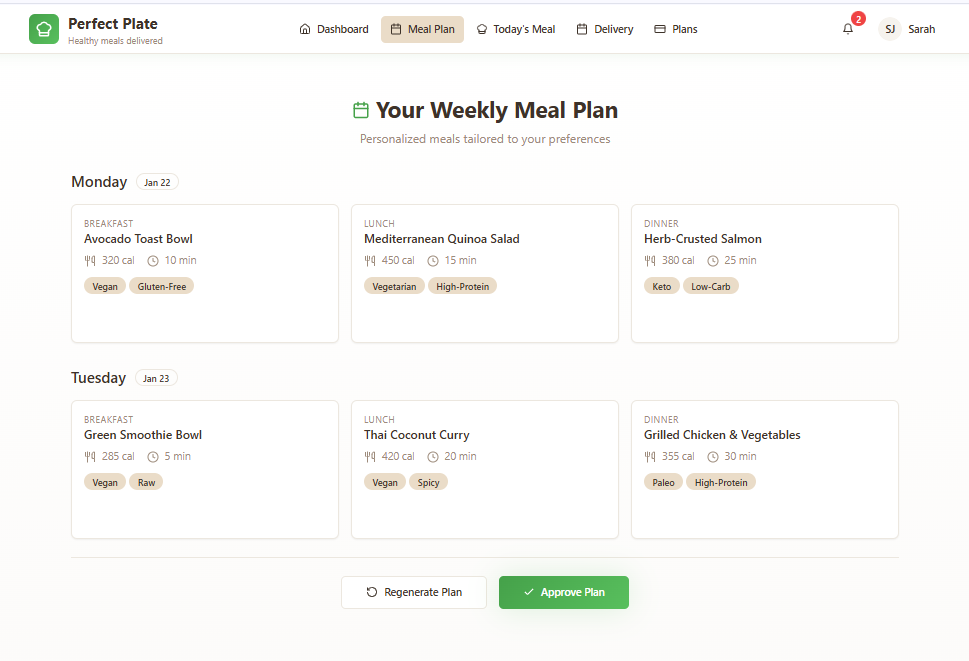 Perfect Plate
Healthy meals delivered
Dashboard
Meal Plan
Today's Meal
Delivery
Plans
2
SJ
Sarah
Your Weekly Meal Plan
Personalized meals tailored to your preferences
Monday
Jan 22
BREAKFAST
Avocado Toast Bowl
320 cal
10 min
Vegan
Gluten-Free
LUNCH
Mediterranean Quinoa Salad
450 cal
15 min
Vegetarian
High-Protein
DINNER
Herb-Crusted Salmon
380 cal
25 min
Keto
Low-Carb
Tuesday
Jan 23
BREAKFAST
Green Smoothie Bowl
285 cal
5 min
Vegan
Raw
LUNCH
Thai Coconut Curry
420 cal
20 min
Vegan
Spicy
DINNER
Grilled Chicken & Vegetables
355 cal
30 min
Paleo
High-Protein
Regenerate Plan
Approve Plan